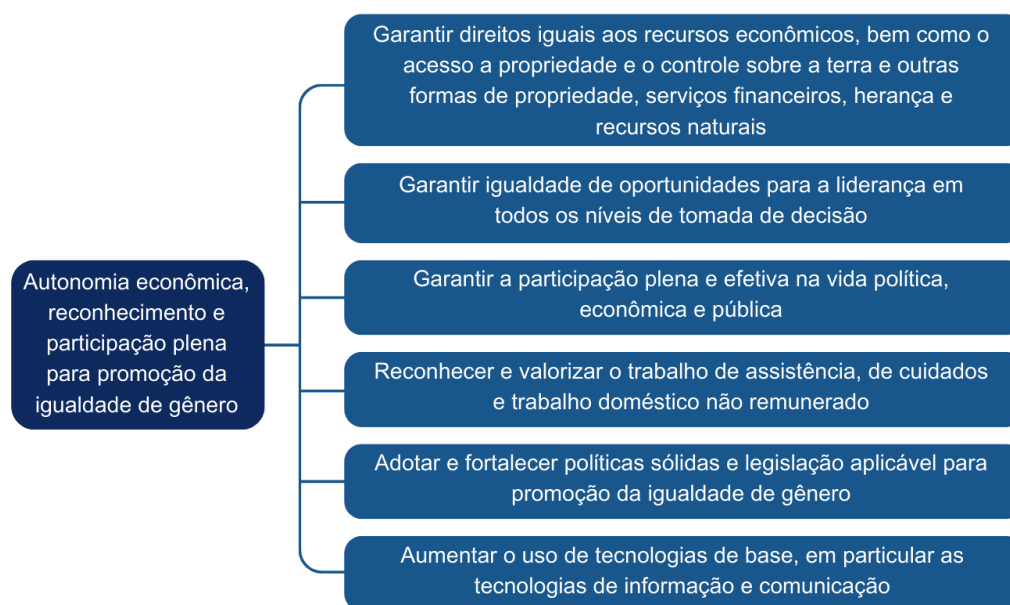 Autonomia econômica,
reconhecimento e
participação plena
para promoção da
igualdade de gênero
Garantir direitos iguais aos recursos econômicos, bem como o
acesso a propriedade e o controle sobre a terra e outras
formas de propriedade, serviços financeiros, herança e
recursos naturais
Garantir igualdade de oportunidades para a liderança em
todos os níveis de tomada de decisão
Garantir a participação plena e efetiva na vida política,
econômica e pública
Reconhecer e valorizar o trabalho de assistência, de cuidados
e trabalho doméstico não remunerado
Adotar e fortalecer políticas sólidas e legislação aplicável para
promoção da igualdade de gênero
Aumentar o uso de tecnologias de base, em particular as
tecnologias de informação e comunicação